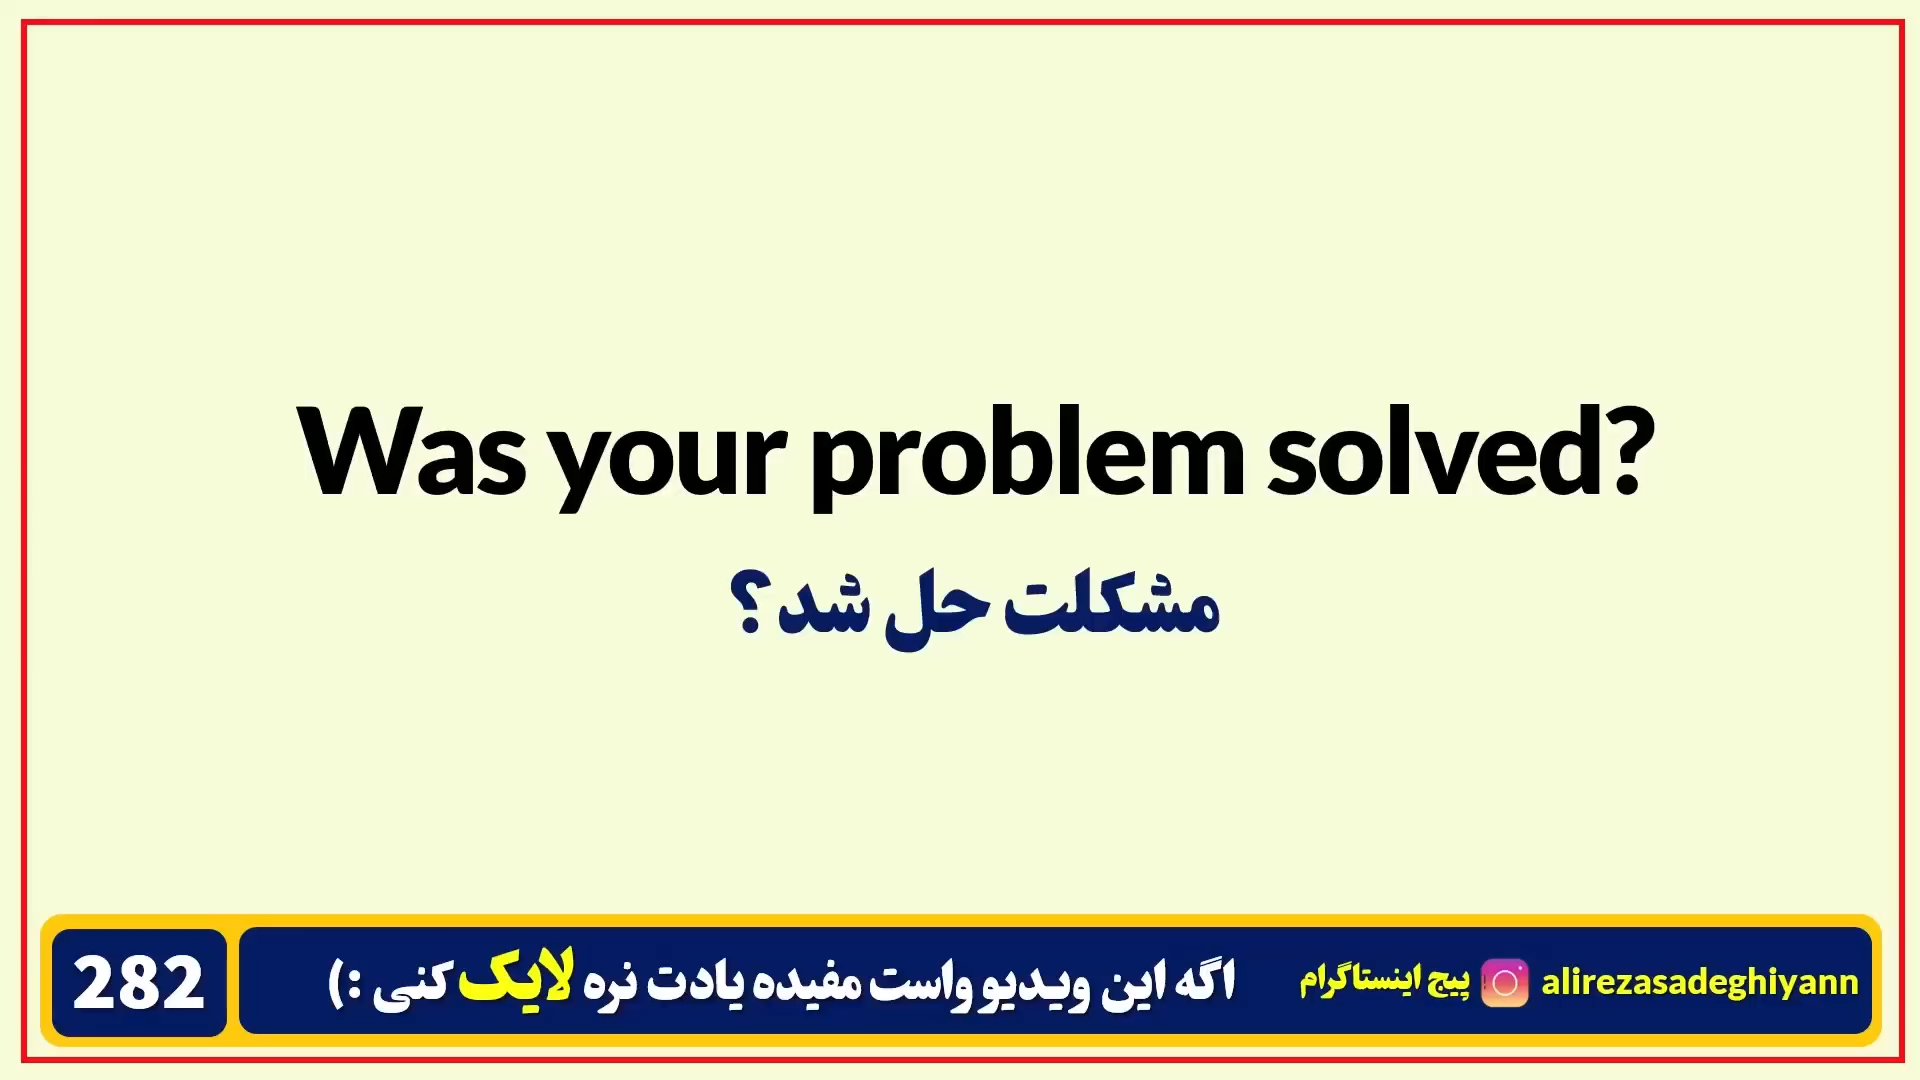 Was your problem solved?
مشکلت حل شد؟
282
اگه این ویدیو واست مفیده یادت نره لایک کنی :)
پیج اینستاگرام alirezasadeghiyann